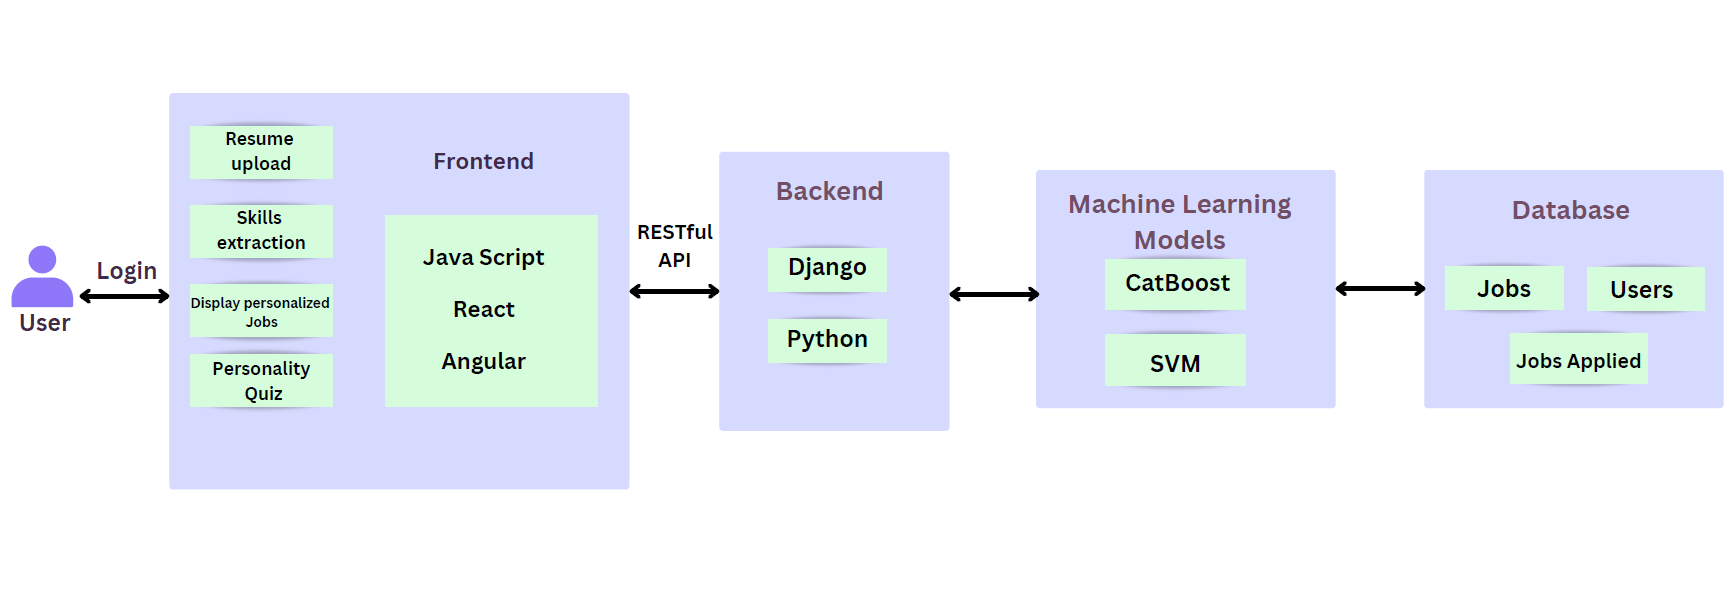 User
Login
Resume
upload
Skills
extraction
Display personalized
Jobs
Personality
Quiz
Frontend
Java Script
React
Angular
RESTful
API
Backend
Django
Python
Machine Learning
Models
CatBoost
SVM
Database
Jobs
Users
Jobs Applied